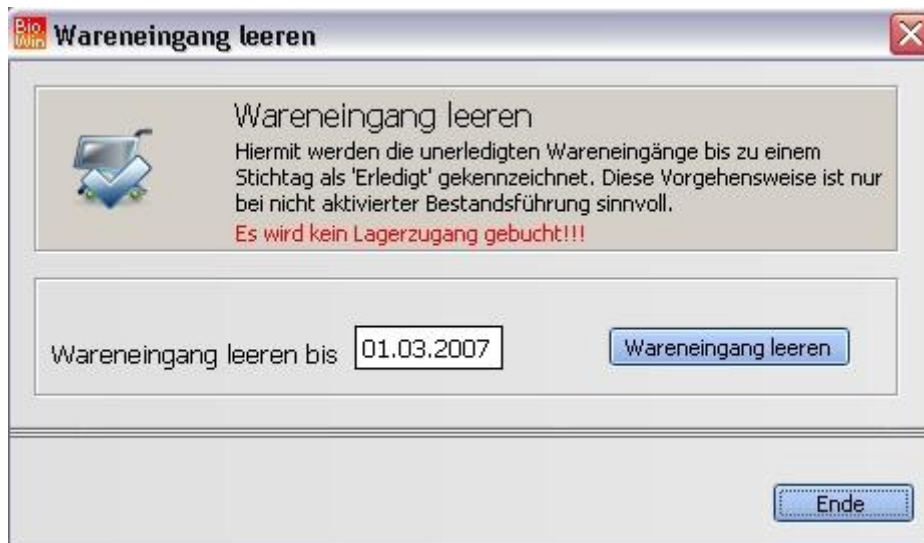 Bio
Win
Wareneingang leeren
Wareneingang leeren
Hiermit werden die unerledigten Wareneingänge bis zu einem
Stichtag als 'Erledigt' gekennzeichnet. Diese Vorgehensweise ist nur
bei nicht aktivierter Bestandsführung sinnvoll.
Es wird kein Lagerzugang gebucht!!!
Wareneingang leeren bis 01.03.2007 Wareneingang leeren
Ende